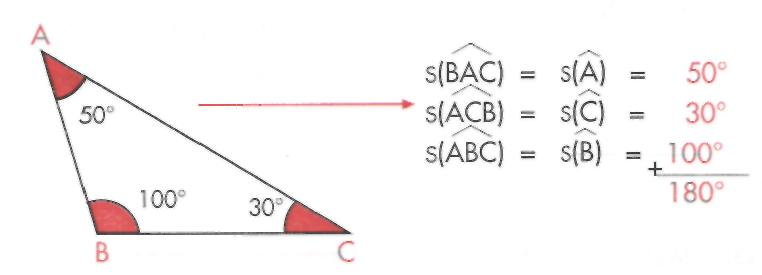 A
50°
100°
30°
B
C
s(BAC) = s(Â) = 50°
s(ACB) = s(Ĉ) = 30°
s(ABC) = s(B̂) = + 100°
180°